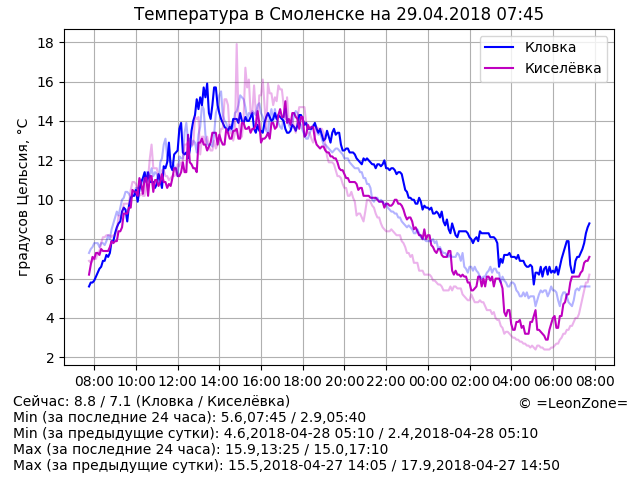 Температура в Смоленске на 29.04.2018 07:45
Кловка
Киселёвка
градусов Цельсия, °C
18
16
14
12
10
8
6
4
2
08:00 10:00 12:00 14:00 16:00 18:00 20:00 22:00 00:00 02:00 04:00 06:00 08:00
Сейчас: 8.8 / 7.1 (Кловка / Киселёвка)
© =LeonZone=
Min (за последние 24 часа): 5.6,07:45 / 2.9,05:40
Min (за предыдущие сутки): 4.6,2018-04-28 05:10 / 2.4,2018-04-28 05:10
Max (за последние 24 часа): 15.9,13:25 / 15.0,17:10
Max (за предыдущие сутки): 15.5,2018-04-27 14:05 / 17.9,2018-04-27 14:50